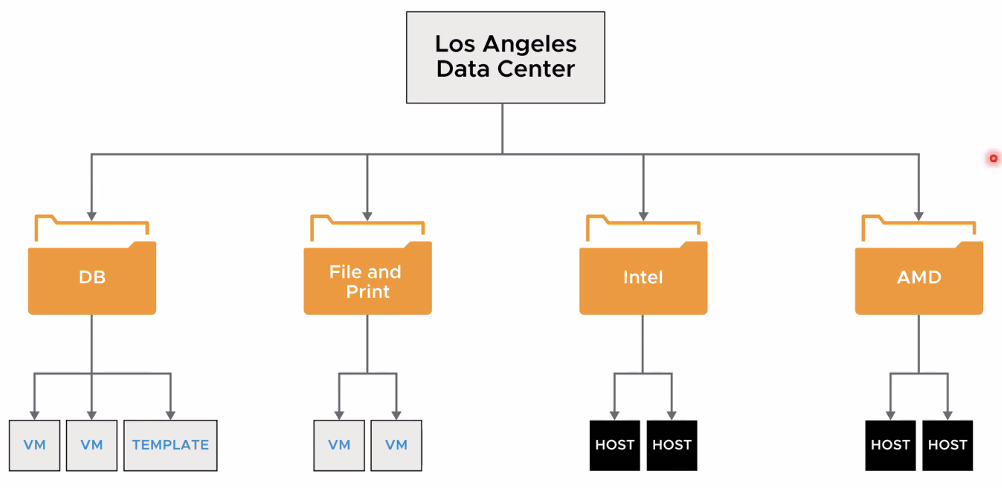 Los Angeles
Data Center
DB
File and
Print
Intel
AMD
VM
VM
TEMPLATE
VM
VM
HOST
HOST
HOST
HOST